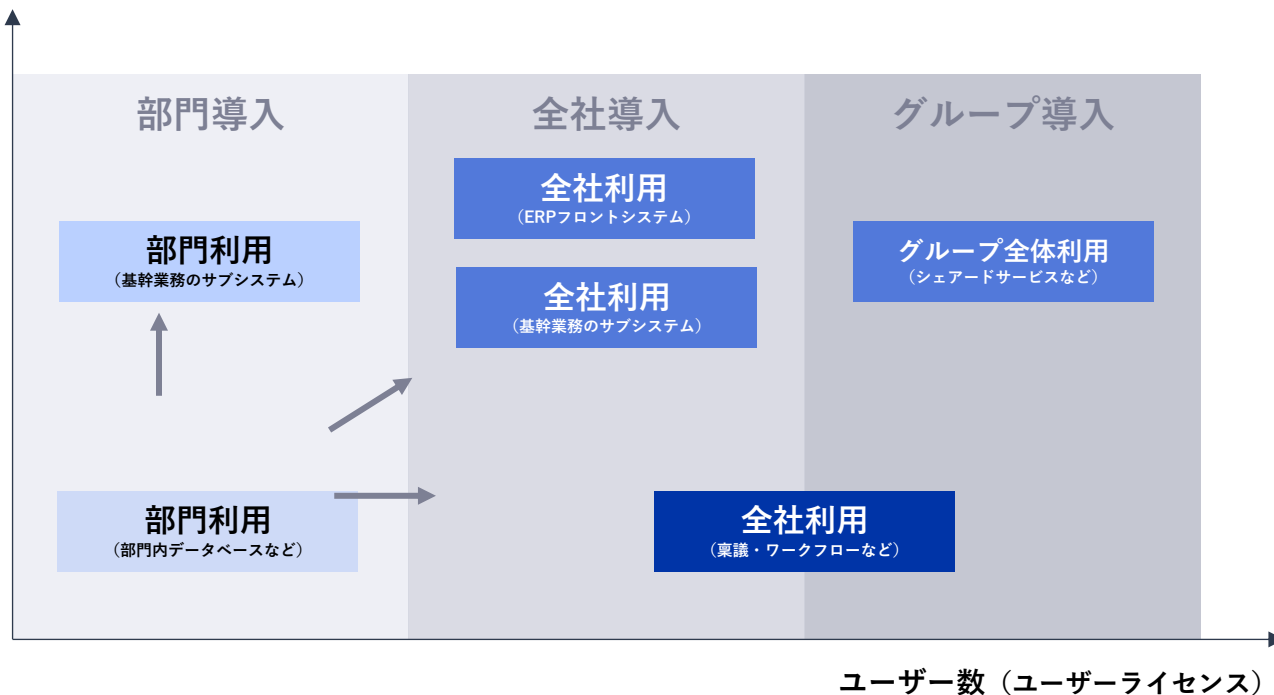 部門導入
全社導入
グループ導入
全社利用
（ERPフロントシステム）
部門利用
（基幹業務のサブシステム）
グループ全体利用
（シェアードサービスなど）
全社利用
（基幹業務のサブシステム）
部門利用
（部門内データベースなど）
全社利用
（稟議・ワークフローなど）
ユーザー数（ユーザーライセンス）